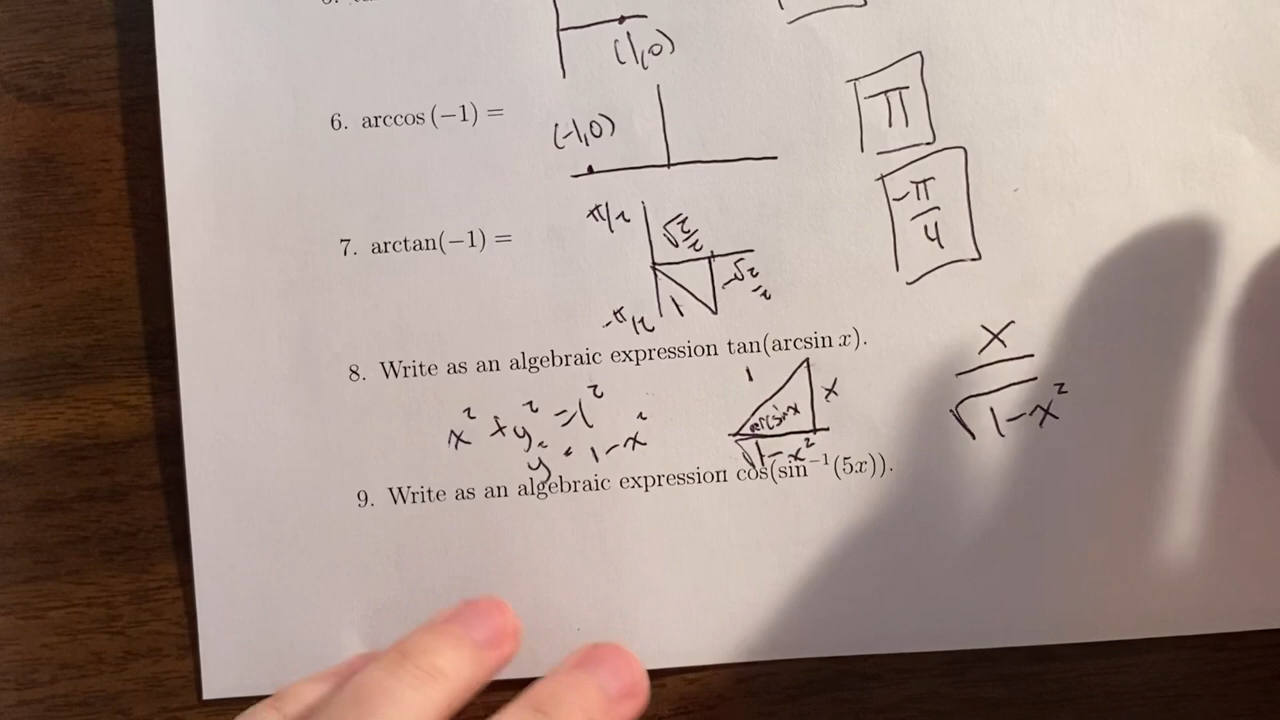 (1,0)
6. arccos (−1) =
(-1,0)
π
7. arctan(−1) =
π/2
√2/2
-√2/2
1
-π/2
-π/4
8. Write as an algebraic expression tan(arcsin x).
x² + y² = 1²
y² = 1-x²
1
x
arcsinx
√1-x²
x/√1-x²
9. Write as an algebraic expression cos(sin⁻¹(5x)).